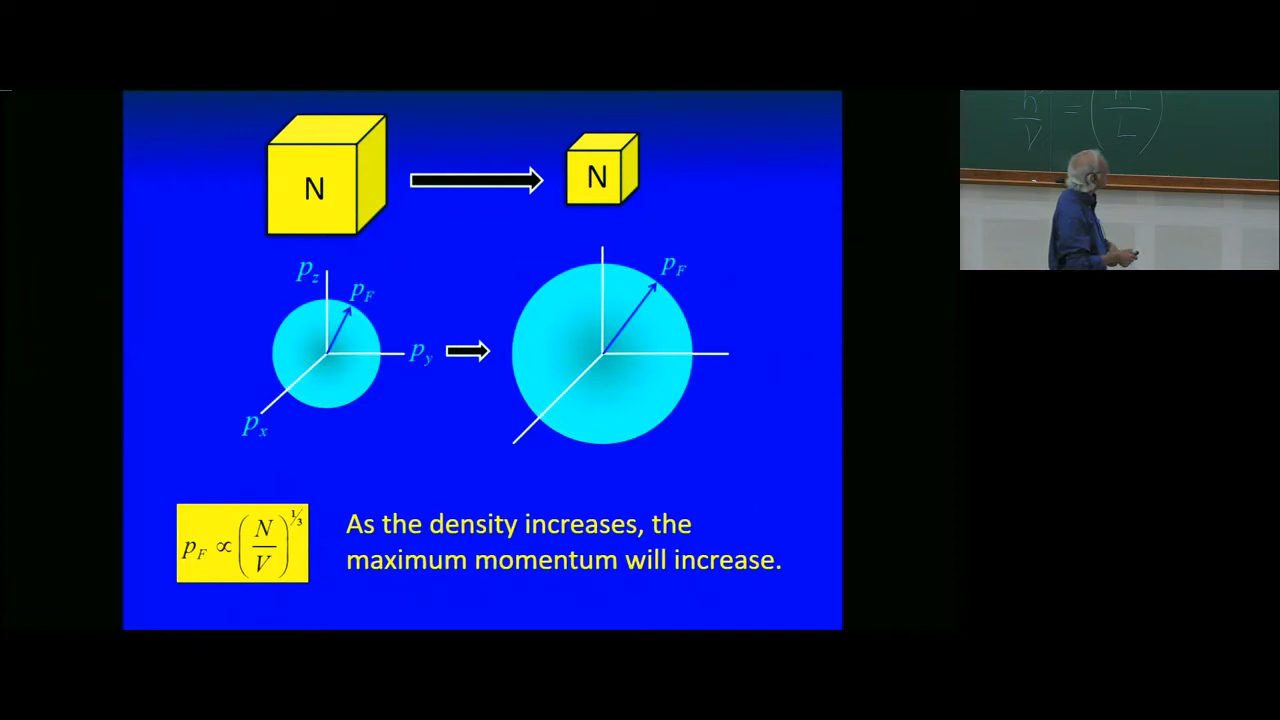 N
N
p_z
p_F
p_y
p_x
p_F
p_F ∝ (N/V)^⅓
As the density increases, the
maximum momentum will increase.
V
=
L